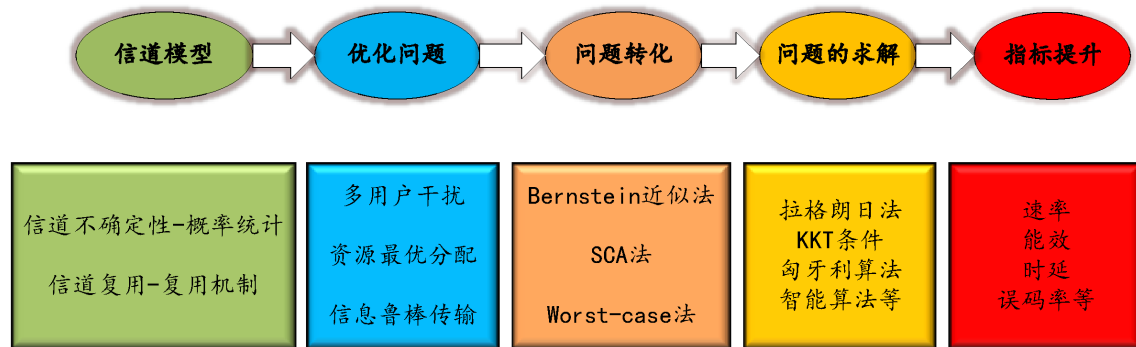 信道模型
优化问题
问题转化
问题的求解
指标提升
信道不确定性-概率统计
信道复用-复用机制
多用户干扰
资源最优分配
信息鲁棒传输
Bernstein近似法
SCA法
Worst-case法
拉格朗日法
KKT条件
匈牙利算法
智能算法等
速率
能效
时延
误码率等